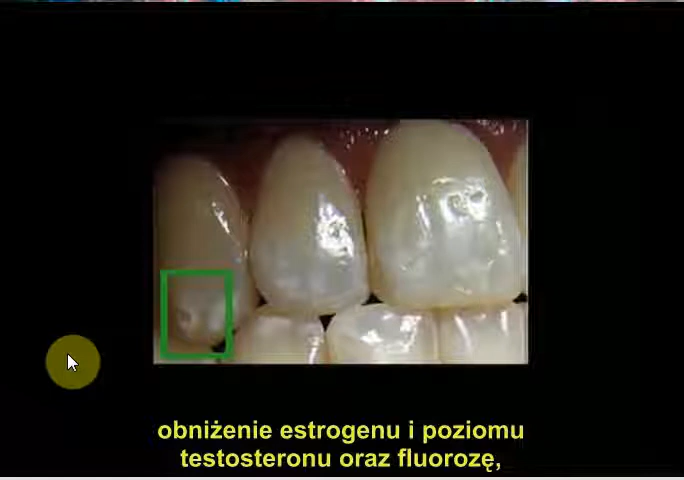 obniżenie estrogenu i poziomu
testosteronu oraz fluorozę,